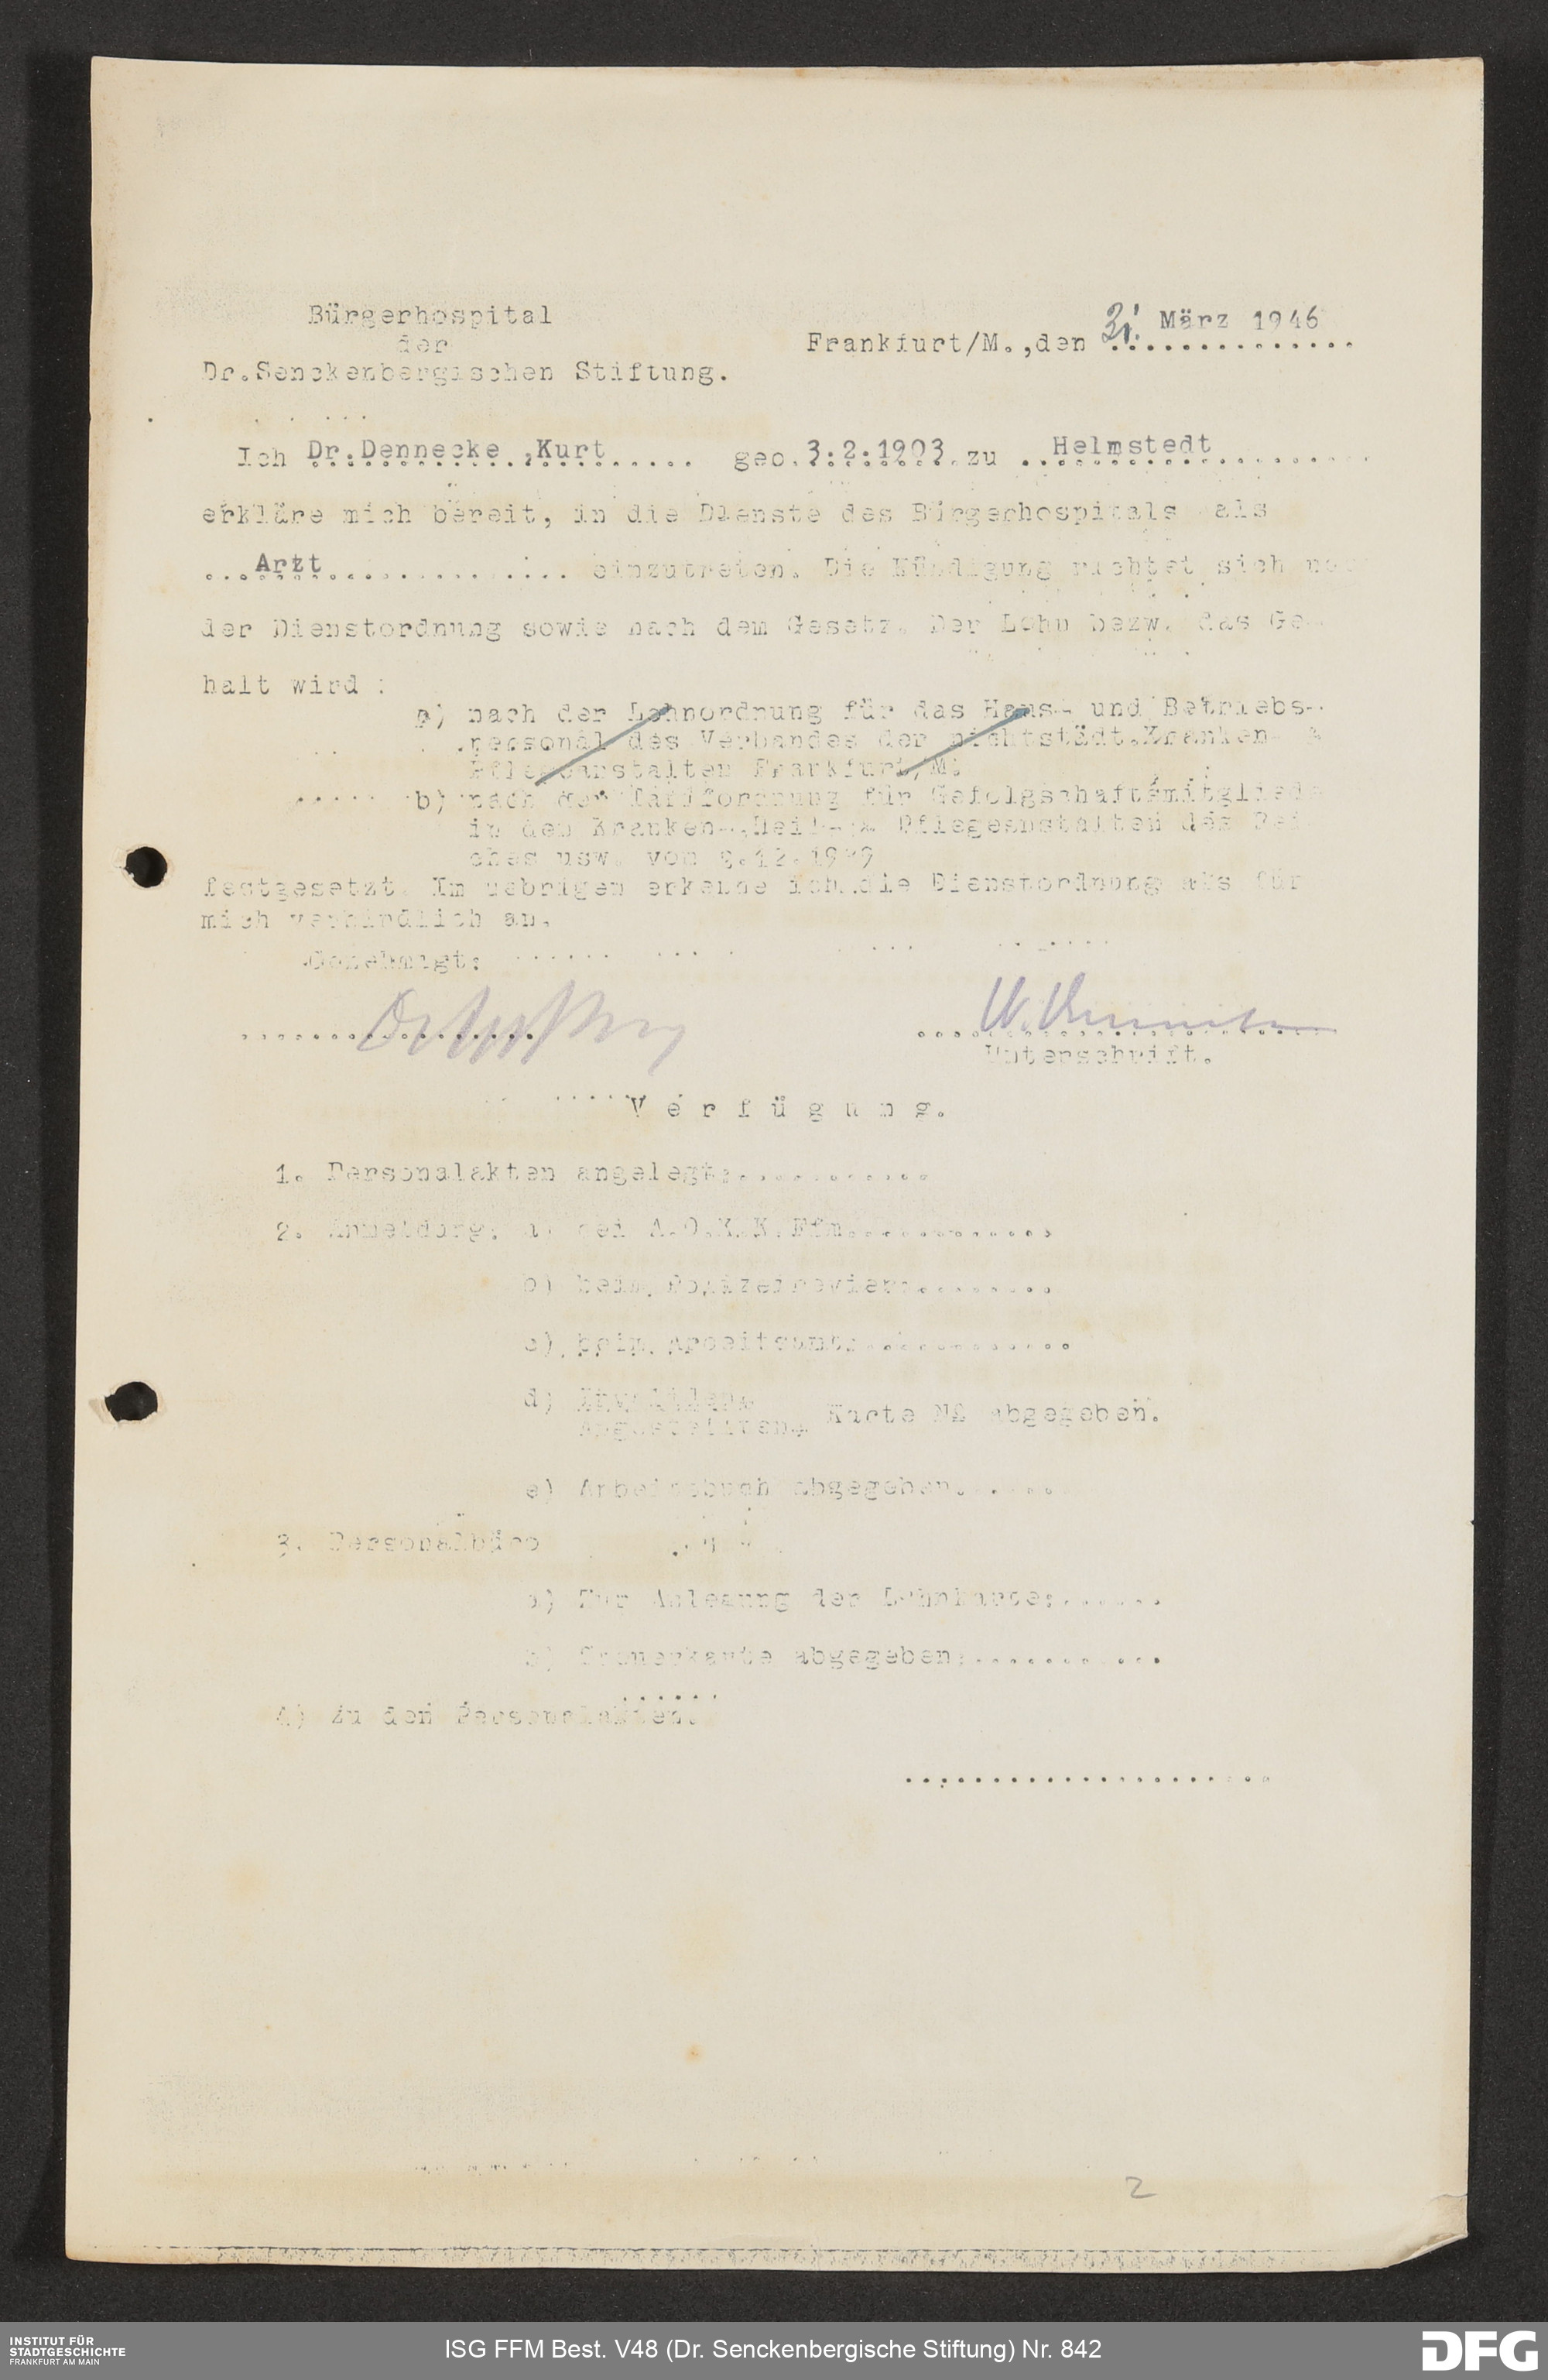 Bürgerhospital
der
Dr.Senckenbergischen Stiftung.
Frankfurt/M.,den 31. März 1946
Ich Dr.Dennecke ,Kurt geb. 3.2.1903 zu Helmstedt
erkläre mich bereit, in die Dienste des Bürgerhospitals als
Arzt einzutreten. Die Kündigung richtet sich nach
der Dienstordnung sowie nach dem Gesetz. Der Lohn bezw. das Ge-
halt wird :
a) nach der Lohnordnung für das Haus- und Betriebs-
personal des Verbandes der nichtstädt.Kranken- &
Pflegeanstalten Frankfurt/M.
b) nach der Tarifordnung für Gefolgschaftsmitglieder
in den Kranken-,Heil- & Pflegeanstalten des Rei-
ches usw. vom 9.12.1939
festgesetzt. Im uebrigen erkenne ich die Dienstordnung als für
mich verbindlich an.
Genehmigt:
Unterschrift.
V e r f ü g u n g.
1. Personalakten angelegt:
2. Anmeldung: a) bei A.O.K.K.Ffm.
b) beim Polizeirevier:
c) beim Arbeitsamt:
d) Invaliden-
Angestellten- Karte № abgegeben.
e) Arbeitsbuch abgegeben.
3. Personalbüro
a) Zur Anlegung der Lohnkarte:
b) Steuerkarte abgegeben:
4) Zu den Personalakten.
2
INSTITUT FÜR
STADTGESCHICHTE
FRANKFURT AM MAIN
ISG FFM Best. V48 (Dr. Senckenbergische Stiftung) Nr. 842
DFG